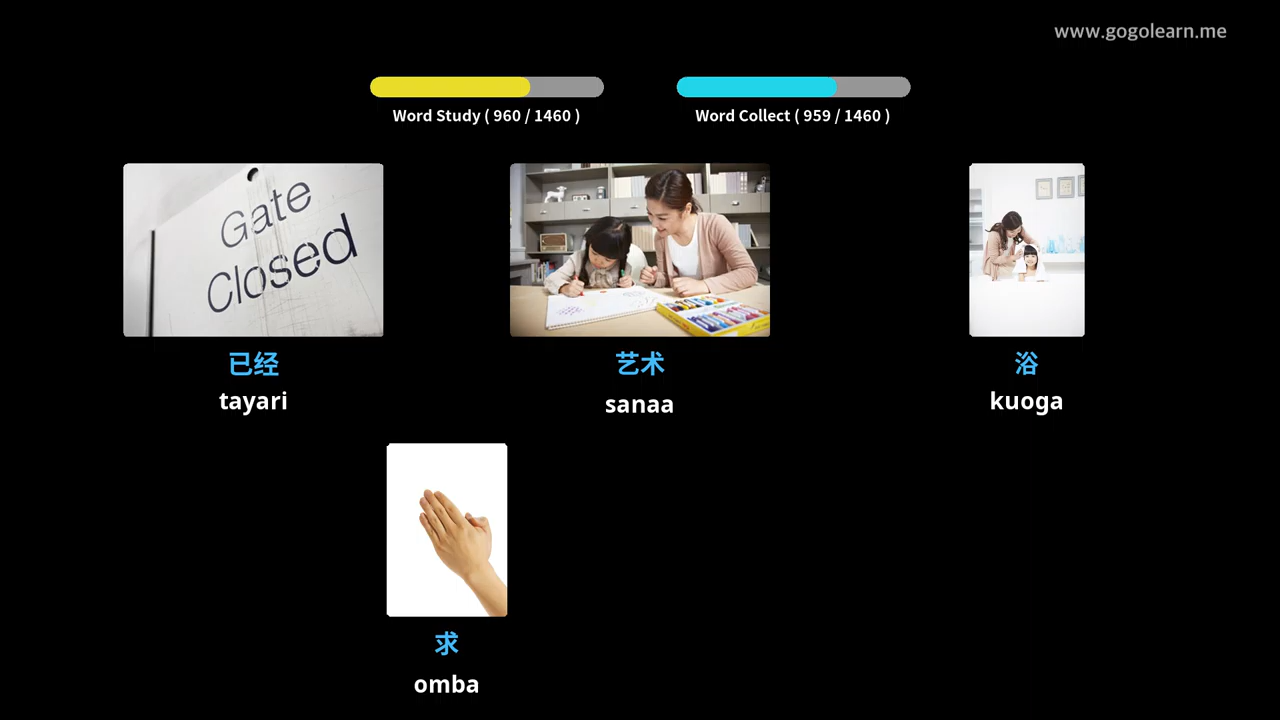 www.gogolearn.me
Word Study ( 960 / 1460 )
Word Collect ( 959 / 1460 )
Gate
Closed
已经
tayari
艺术
sanaa
浴
kuoga
求
omba